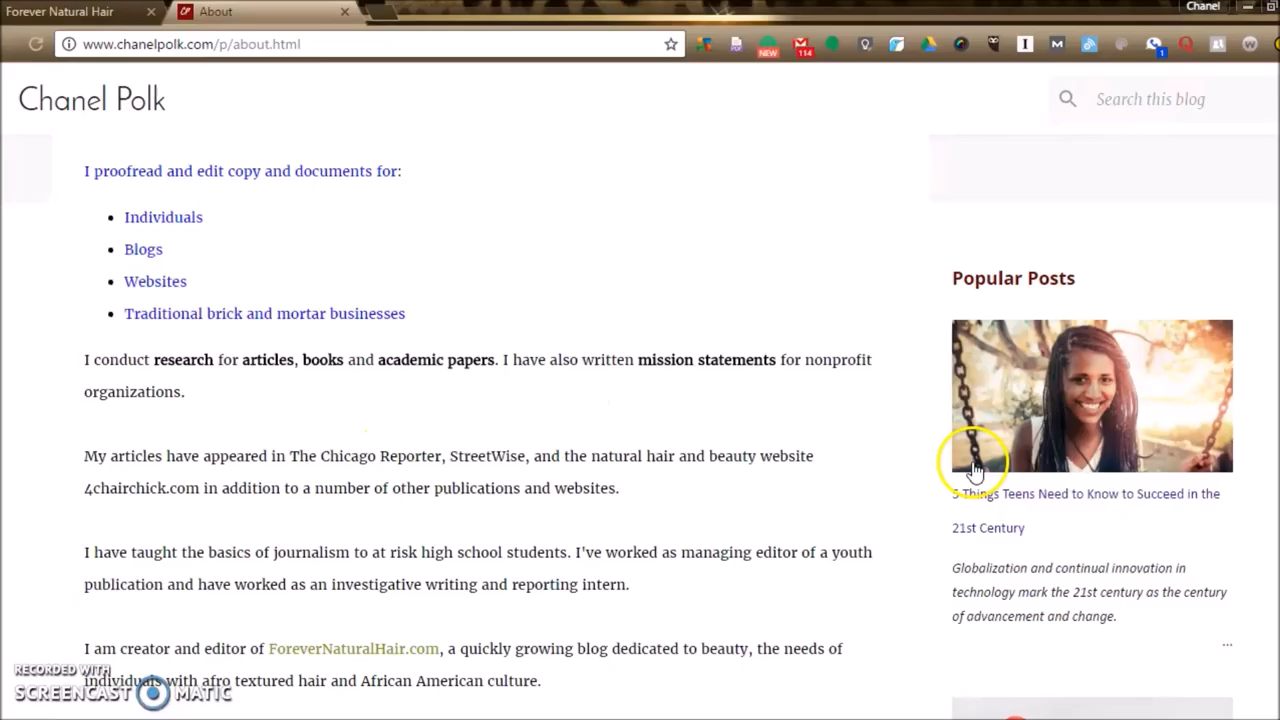 Forever Natural Hair
About
Chanel
www.chanelpolk.com/p/about.html
NEW
114
1
Chanel Polk
Search this blog
I proofread and edit copy and documents for:
Individuals
Blogs
Websites
Traditional brick and mortar businesses
I conduct research for articles, books and academic papers. I have also written mission statements for nonprofit
organizations.
My articles have appeared in The Chicago Reporter, StreetWise, and the natural hair and beauty website
4chairchick.com in addition to a number of other publications and websites.
I have taught the basics of journalism to at risk high school students. I've worked as managing editor of a youth
publication and have worked as an investigative writing and reporting intern.
I am creator and editor of ForeverNaturalHair.com, a quickly growing blog dedicated to beauty, the needs of
individuals with afro textured hair and African American culture.
Popular Posts
5 Things Teens Need to Know to Succeed in the
21st Century
Globalization and continual innovation in
technology mark the 21st century as the century
of advancement and change.
...
RECORDED WITH
SCREENCAST MATIC